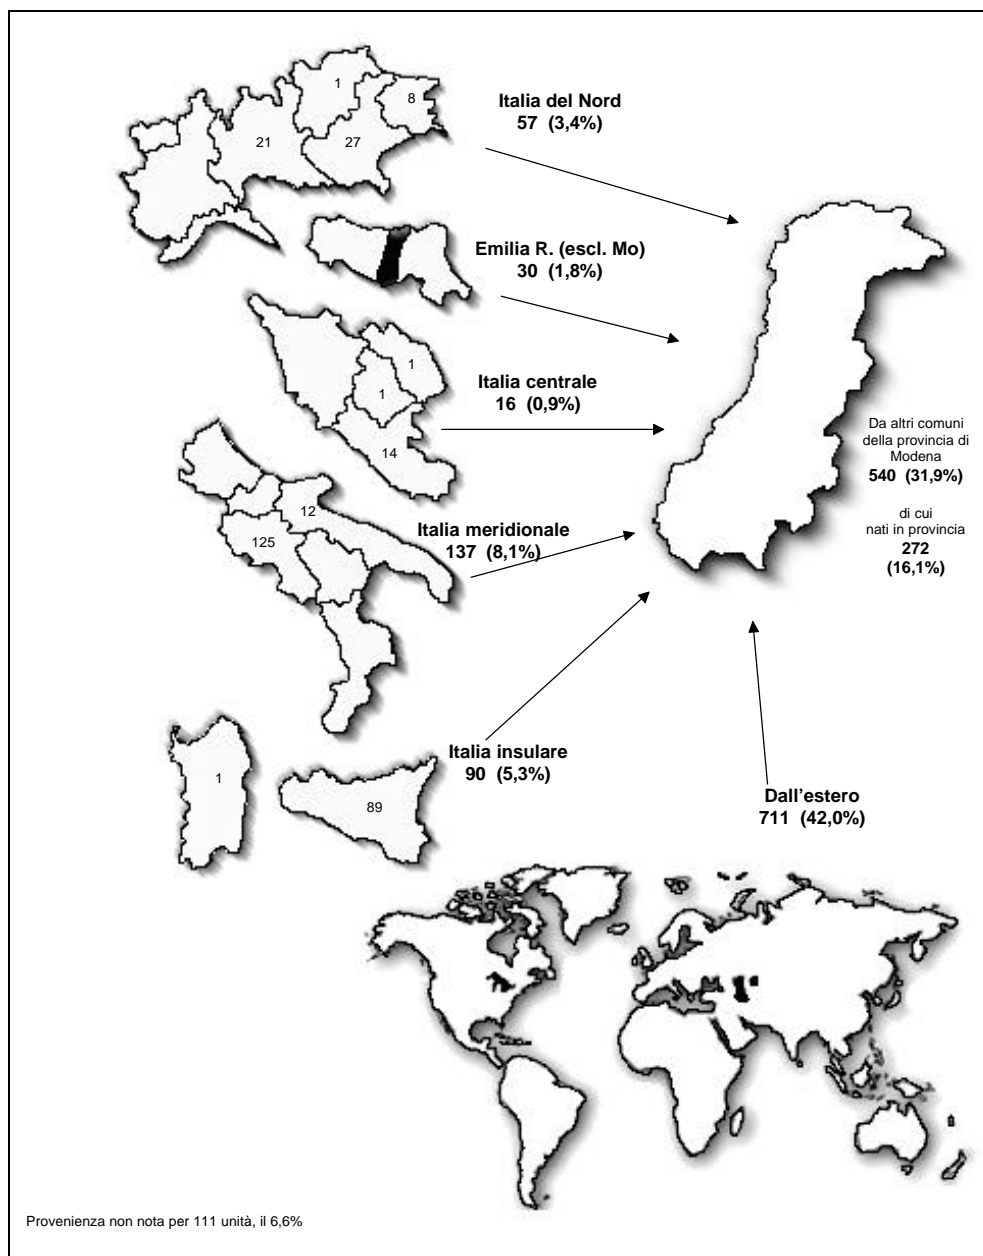 1
8
21
27
Italia del Nord
57 (3,4%)
Emilia R. (escl. Mo)
30 (1,8%)
1
1
14
Italia centrale
16 (0,9%)
Da altri comuni
della provincia di
Modena
540 (31,9%)
di cui
nati in provincia
272
(16,1%)
12
125
Italia meridionale
137 (8,1%)
1
89
Italia insulare
90 (5,3%)
Dall'estero
711 (42,0%)
Provenienza non nota per 111 unità, il 6,6%